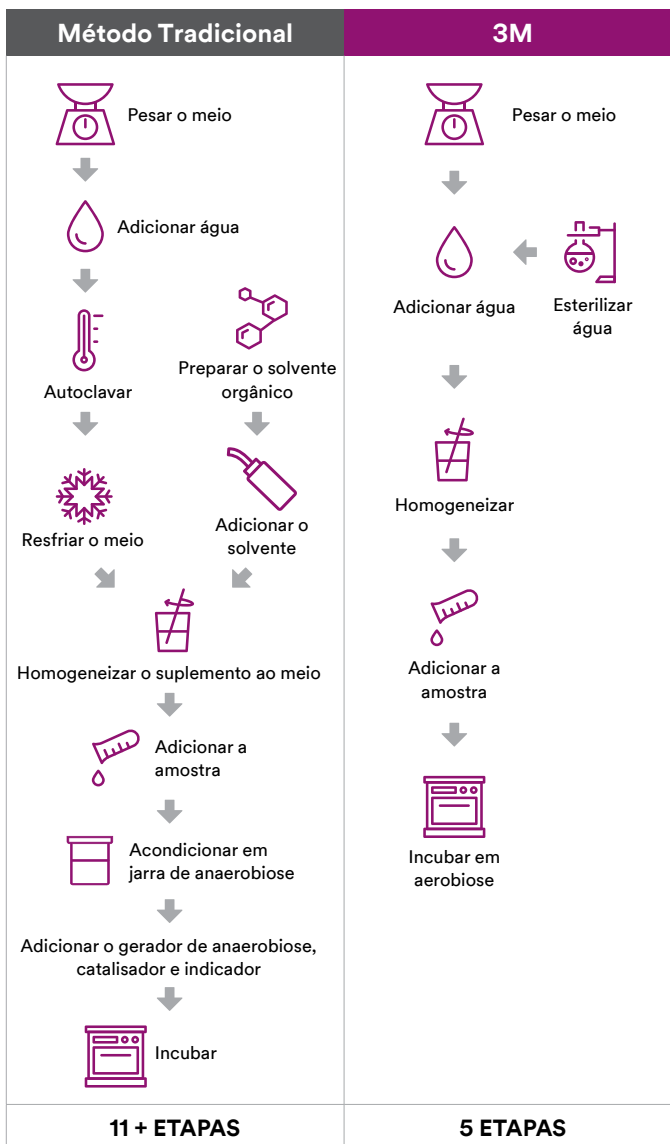 Método Tradicional
Pesar o meio
Adicionar água
Autoclavar
Preparar o solvente
orgânico
Resfriar o meio
Adicionar o
solvente
Homogeneizar o suplemento ao meio
Adicionar a
amostra
Acondicionar em
jarra de anaerobiose
Adicionar o gerador de anaerobiose,
catalisador e indicador
Incubar
11 + ETAPAS
3M
Pesar o meio
Adicionar água
Esterilizar
água
Homogeneizar
Adicionar a
amostra
Incubar em
aerobiose
5 ETAPAS